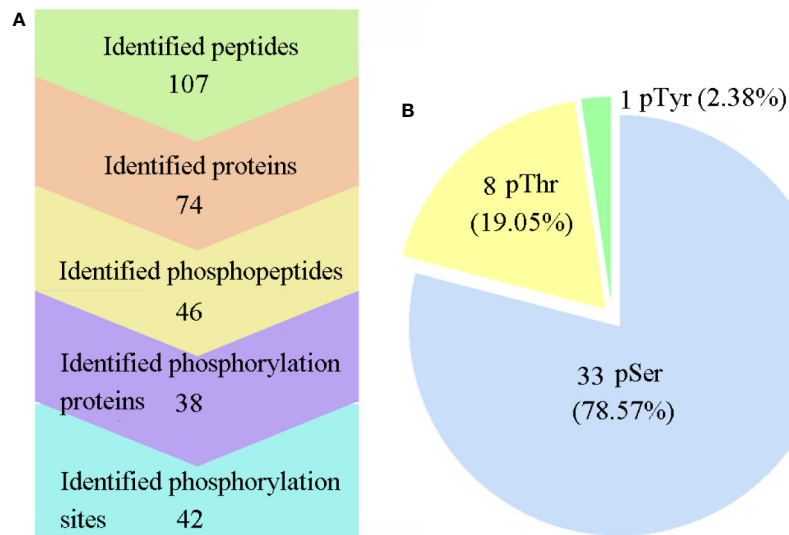 A
Identified peptides
107
Identified proteins
74
Identified phosphopeptides
46
Identified phosphorylation
proteins 38
Identified phosphorylation
sites 42
B
1 pTyr (2.38%)
8 pThr
(19.05%)
33 pSer
(78.57%)